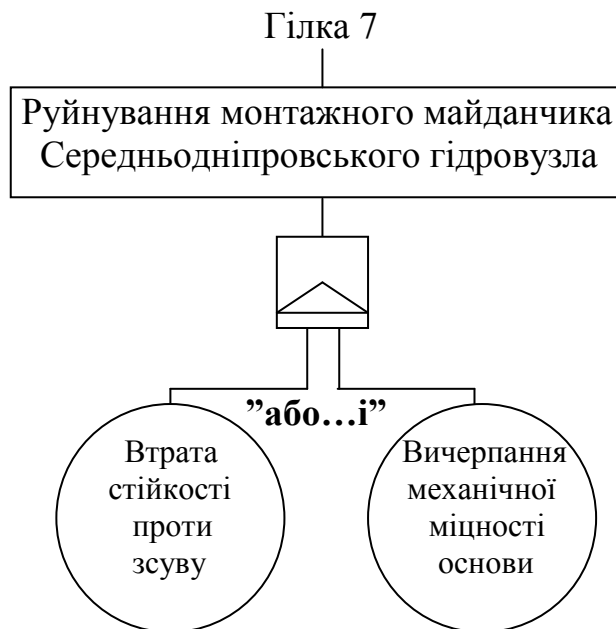 Гілка 7
Руйнування монтажного майданчика
Середньодніпровського гідровузла
”або…і”
Втрата
стійкості
проти
зсуву
Вичерпання
механічної
міцності
основи